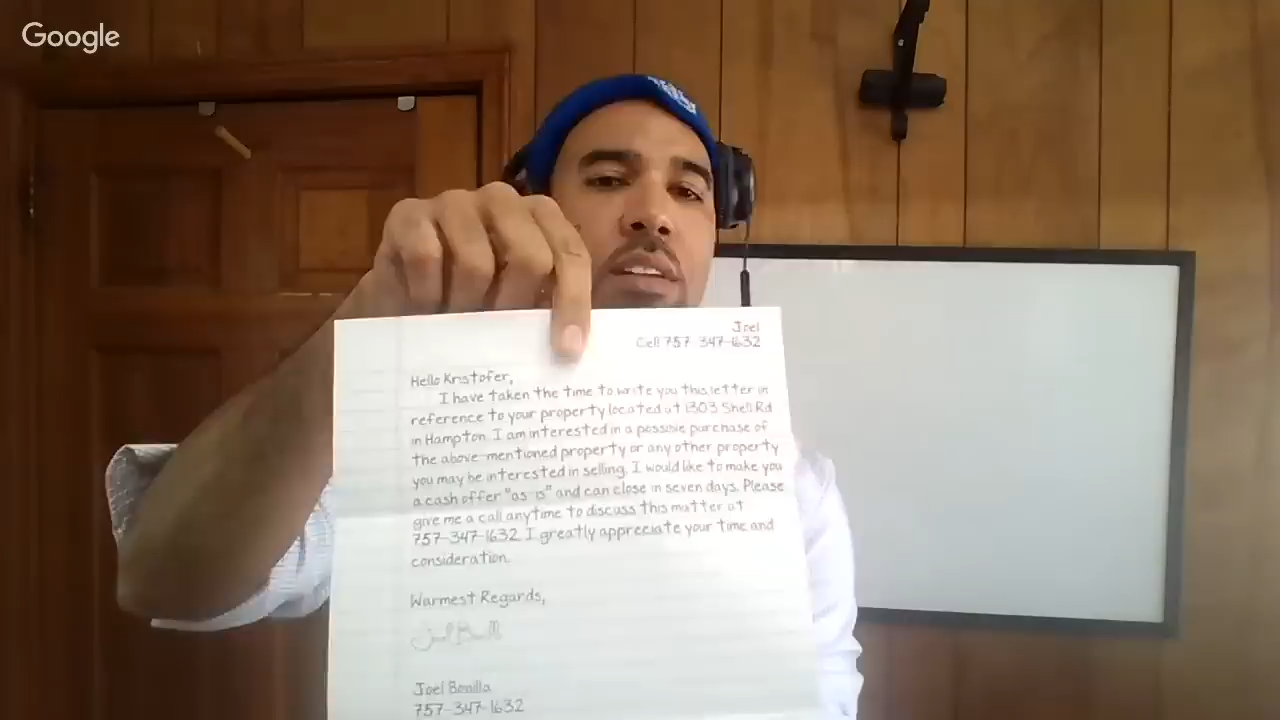 Google
Joel
Cell 757-347-1632
Hello Kristofer,
I have taken the time to write you this letter in
reference to your property located at 1303 Shell Rd
in Hampton. I am interested in a possible purchase of
the above-mentioned property or any other property
you may be interested in selling. I would like to make you
a cash offer "as is" and can close in seven days. Please
give me a call anytime to discuss this matter at
757-347-1632. I greatly appreciate your time and
consideration.
Warmest Regards,
Joel Bonilla
757-347-1632